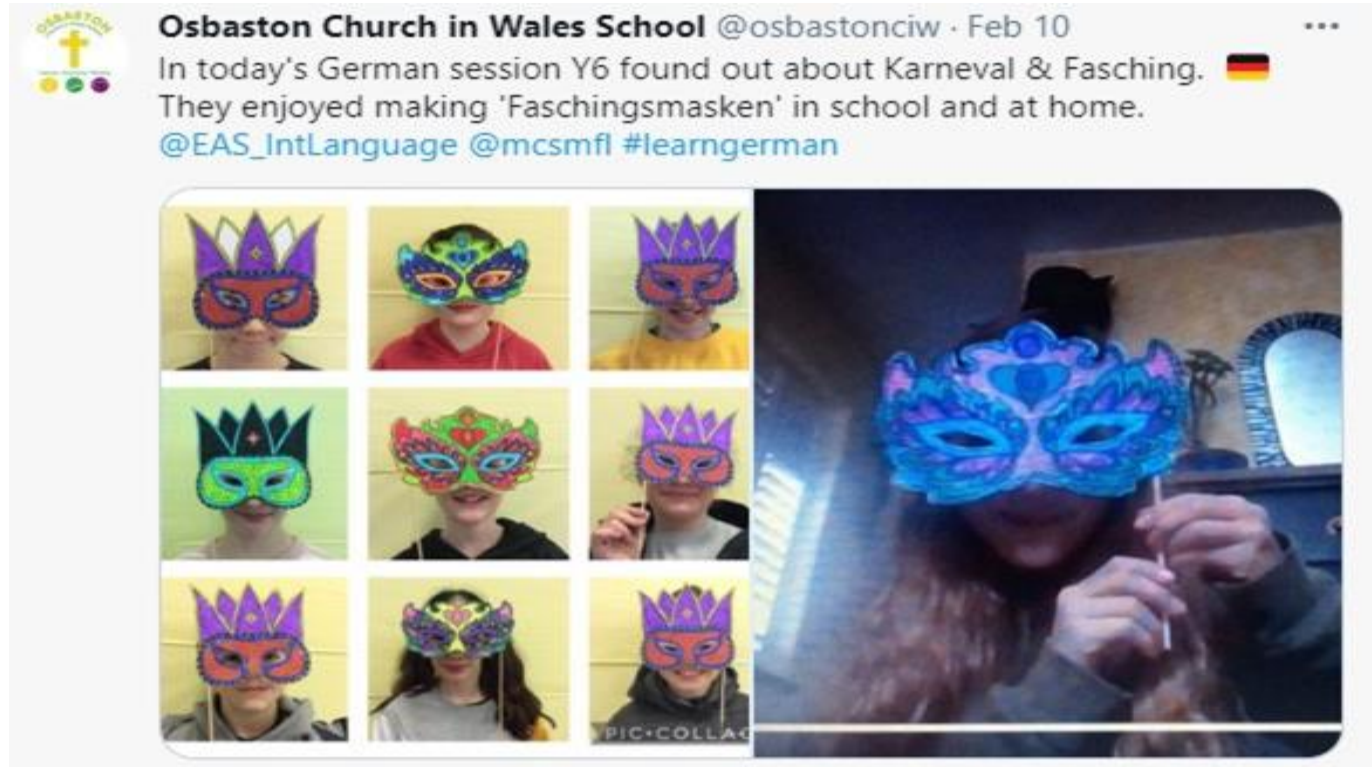 OSBASTON
Osbaston Church in Wales School @osbastonciw · Feb 10
In today's German session Y6 found out about Karneval & Fasching. 🇩🇪
They enjoyed making 'Faschingsmasken' in school and at home.
@EAS_IntLanguage @mcsmfl #learngerman
PIC•COLLAG